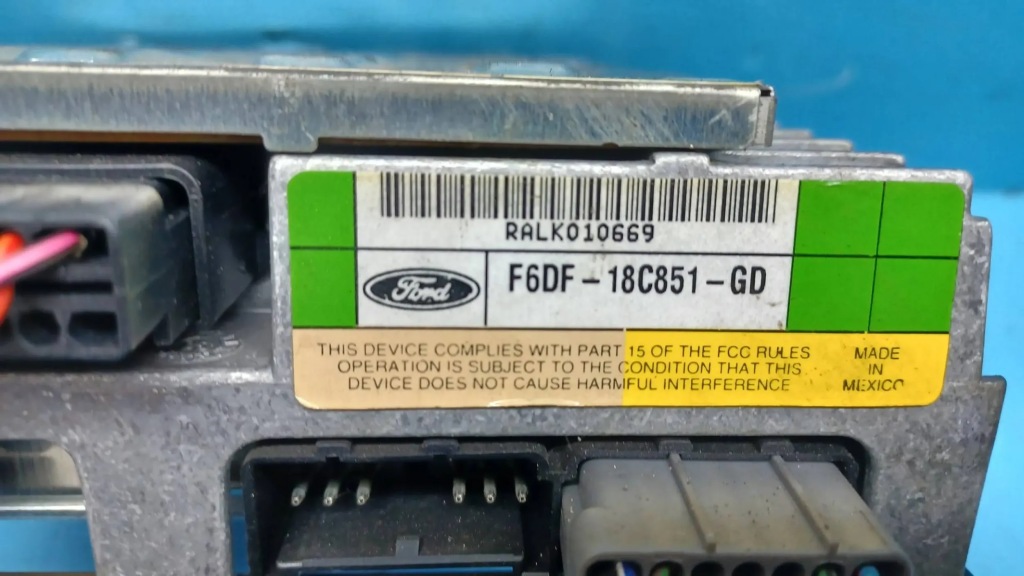 RALK010669
Ford
F6DF-18C851-GD
THIS DEVICE COMPLIES WITH PART 15 OF THE FCC RULES
OPERATION IS SUBJECT TO THE CONDITION THAT THIS
DEVICE DOES NOT CAUSE HARMFUL INTERFERENCE
MADE
IN
MEXICO